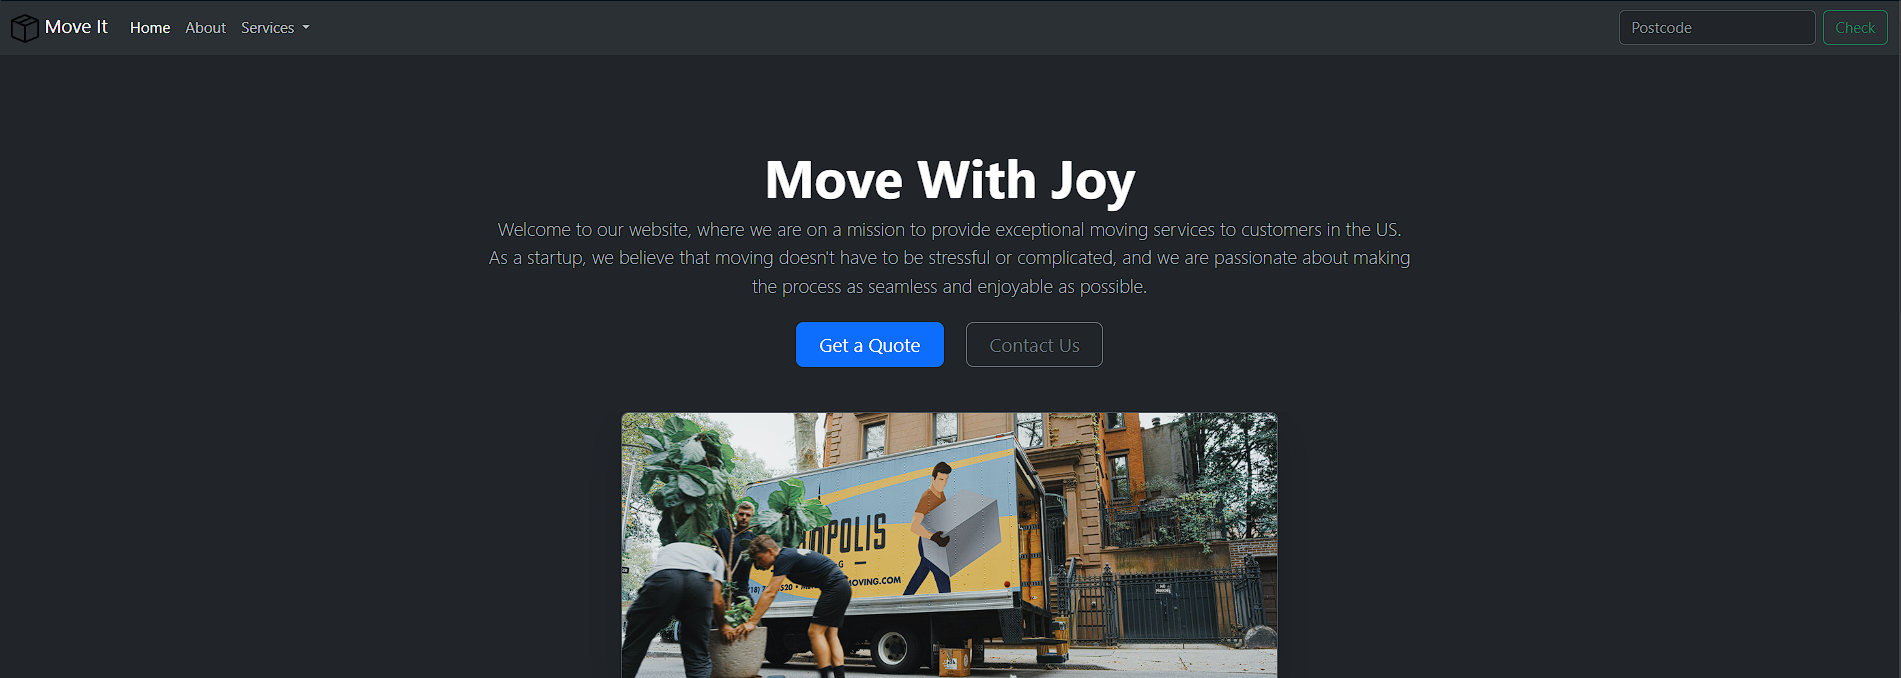 Move It Home About Services Postcode Check
Move With Joy
Welcome to our website, where we are on a mission to provide exceptional moving services to customers in the US.
As a startup, we believe that moving doesn't have to be stressful or complicated, and we are passionate about making
the process as seamless and enjoyable as possible.
Get a Quote Contact Us
OPOLIS
OVING.COM